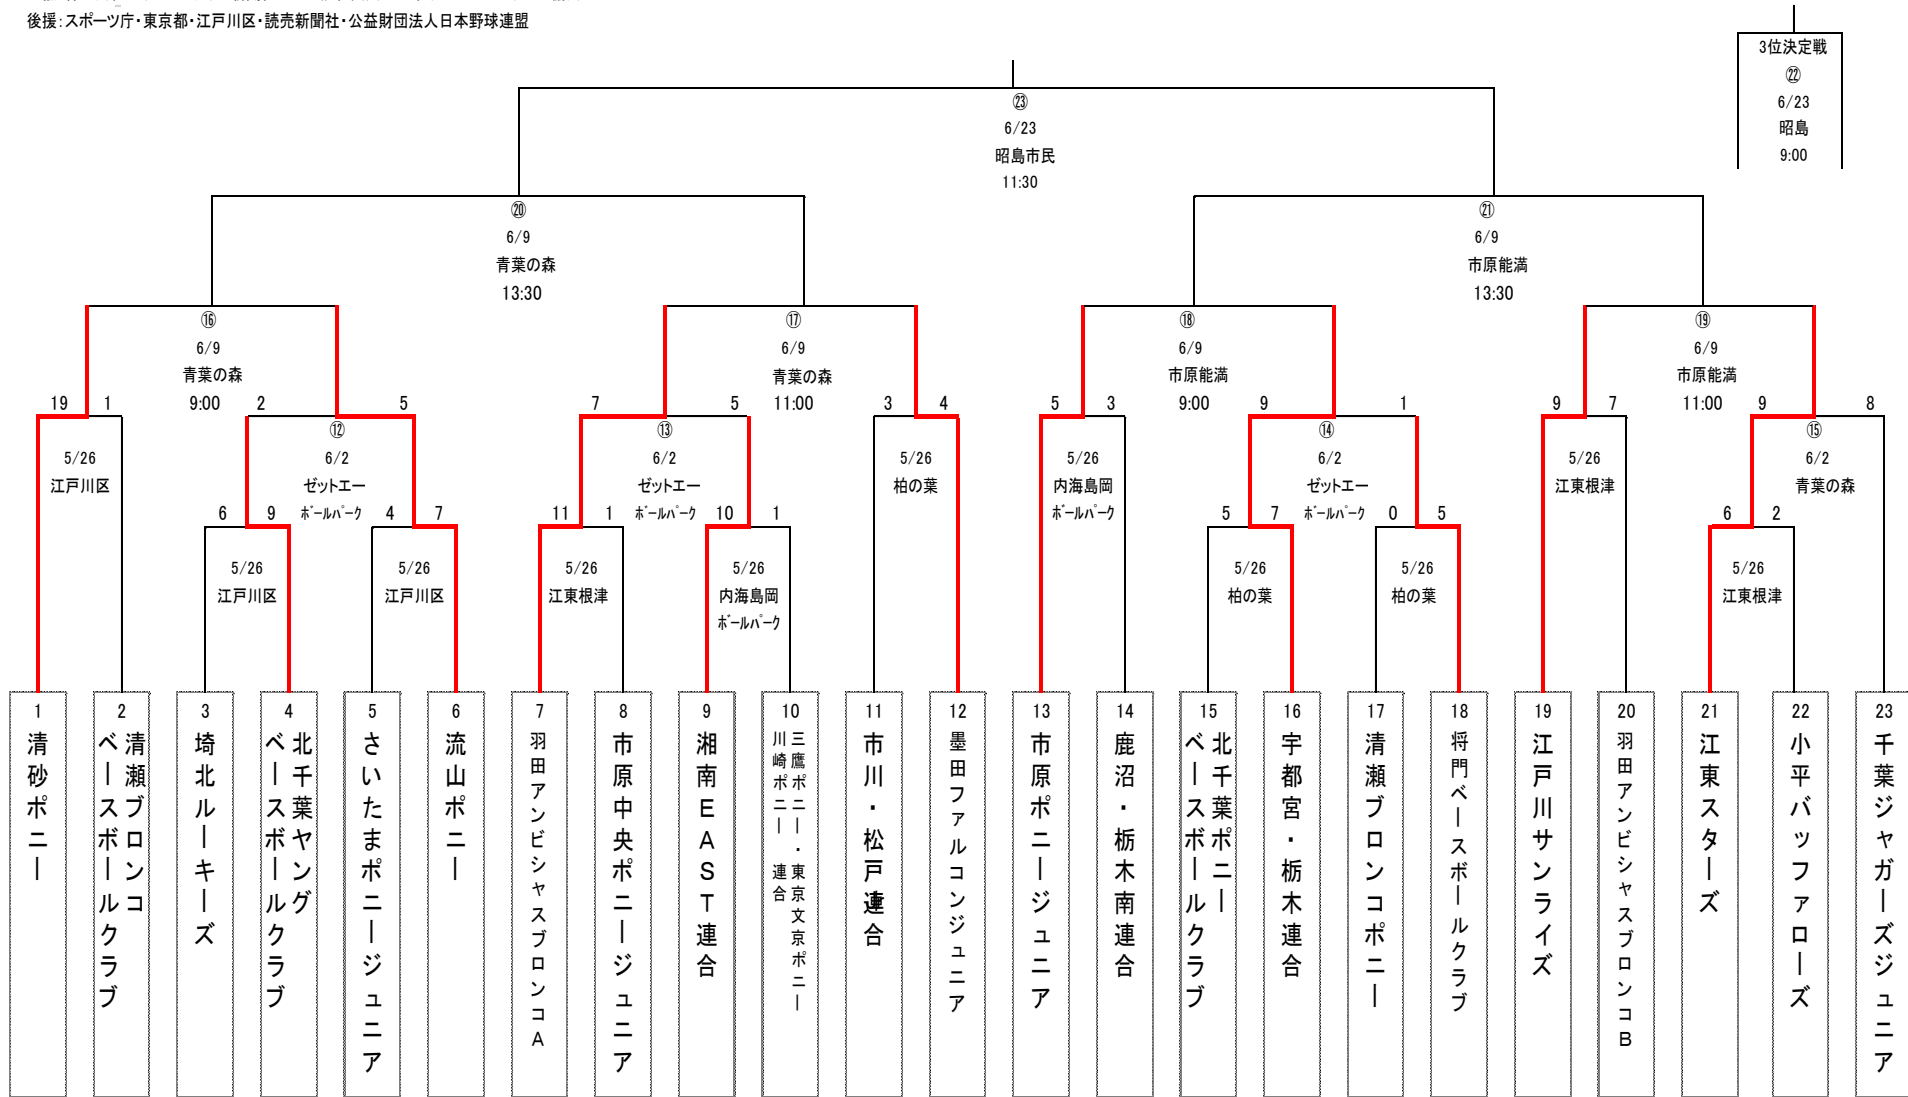 後援:スポーツ庁・東京都・江戸川区・読売新聞社・公益財団法人日本野球連盟
3位決定戦
㉒
6/23
昭島
9:00
㉓
6/23
昭島市民
11:30
⑳
6/9
青葉の森
13:30
㉑
6/9
市原能満
13:30
⑯
6/9
青葉の森
9:00
⑰
6/9
青葉の森
11:00
⑱
6/9
市原能満
9:00
⑲
6/9
市原能満
11:00
19 1 2 5 7 5 3 4 5 3 9 1 9 7 9 8
5/26
江戸川区
⑫
6/2
ゼットエー
ボールパーク
⑬
6/2
ゼットエー
ボールパーク
5/26
柏の葉
5/26
内海島岡
ボールパーク
⑭
6/2
ゼットエー
ボールパーク
5/26
江東根津
⑮
6/2
青葉の森
6 9 4 7 11 1 10 1 5 7 0 5 6 2
5/26
江戸川区
5/26
江戸川区
5/26
江東根津
5/26
内海島岡
ボールパーク
5/26
柏の葉
5/26
柏の葉
5/26
江東根津
1
清砂ポニー
2
清瀬ブロンコ
ベースボールクラブ
3
埼北ルーキーズ
4
北千葉ヤング
ベースボールクラブ
5
さいたまポニージュニア
6
流山ポニー
7
羽田アンビシャスブロンコA
8
市原中央ポニージュニア
9
湘南EAST連合
10
三鷹ポニー・東京文京ポニー
川崎ポニー 連合
11
市川・松戸連合
12
墨田ファルコンジュニア
13
市原ポニージュニア
14
鹿沼・栃木南連合
15
北千葉ポニー
ベースボールクラブ
16
宇都宮・栃木連合
17
清瀬ブロンコポニー
18
将門ベースボールクラブ
19
江戸川サンライズ
20
羽田アンビシャスブロンコB
21
江東スターズ
22
小平バッファローズ
23
千葉ジャガーズジュニア